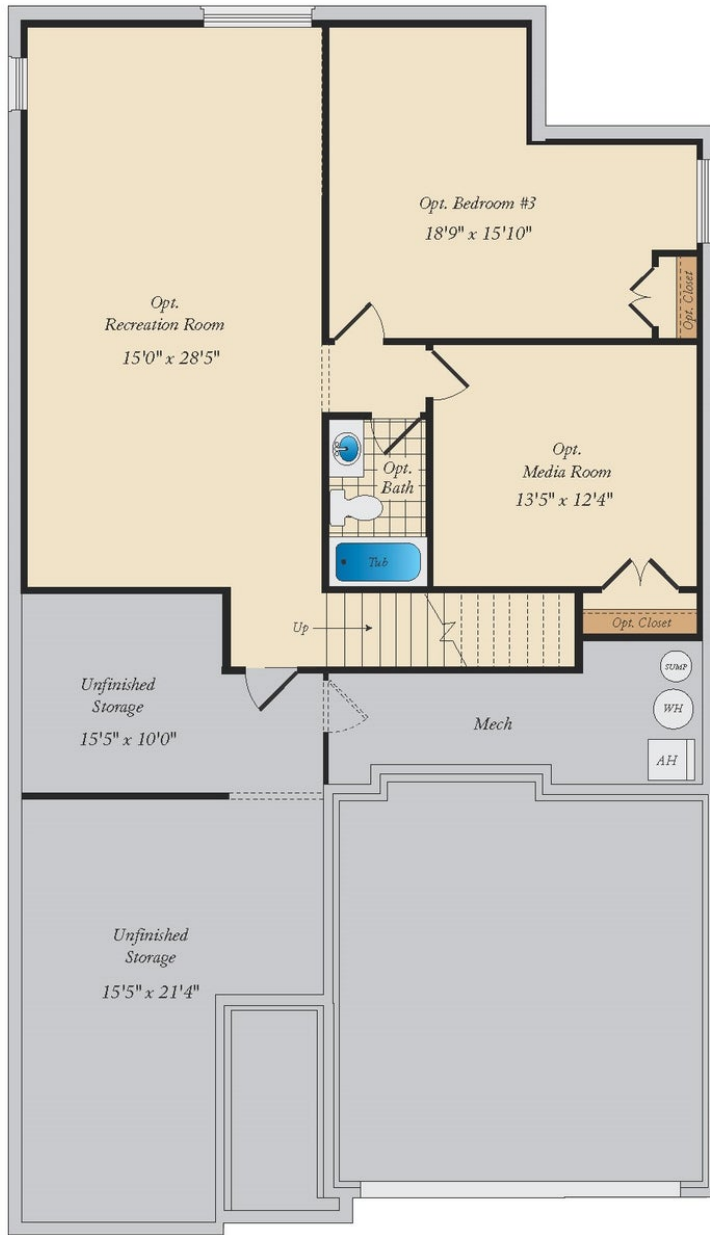 Opt. Bedroom #3
18'9" x 15'10"
Opt. Closet
Opt.
Recreation Room
15'0" x 28'5"
Opt.
Media Room
13'5" x 12'4"
Opt.
Bath
Tub
Opt. Closet
Up
Unfinished
Storage
15'5" x 10'0"
Mech
SUMP
WH
AH
Unfinished
Storage
15'5" x 21'4"